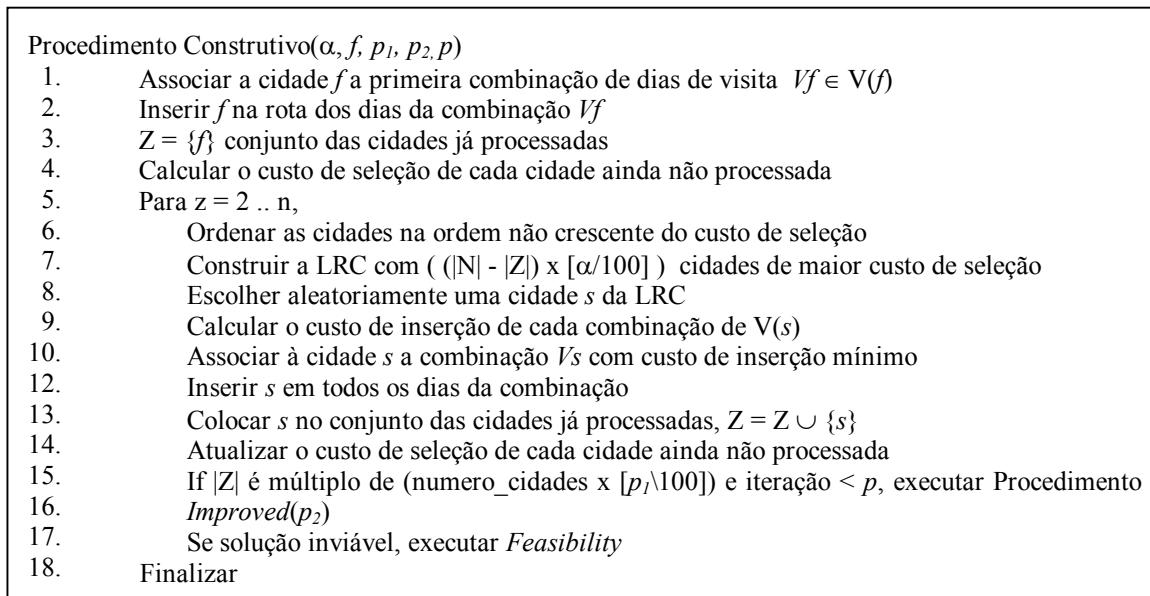 Procedimento Construtivo(α, f, p1, p2, p)
1. Associar a cidade f a primeira combinação de dias de visita Vf ∈ V(f)
2. Inserir f na rota dos dias da combinação Vf
3. Z = {f} conjunto das cidades já processadas
4. Calcular o custo de seleção de cada cidade ainda não processada
5. Para z = 2 .. n,
6. Ordenar as cidades na ordem não crescente do custo de seleção
7. Construir a LRC com ( (|N| - |Z|) x [α/100] ) cidades de maior custo de seleção
8. Escolher aleatoriamente uma cidade s da LRC
9. Calcular o custo de inserção de cada combinação de V(s)
10. Associar à cidade s a combinação Vs com custo de inserção mínimo
12. Inserir s em todos os dias da combinação
13. Colocar s no conjunto das cidades já processadas, Z = Z ∪ {s}
14. Atualizar o custo de seleção de cada cidade ainda não processada
15. If |Z| é múltiplo de (numero_cidades x [p1\100]) e iteração < p, executar Procedimento
16. Improved(p2)
17. Se solução inviável, executar Feasibility
18. Finalizar